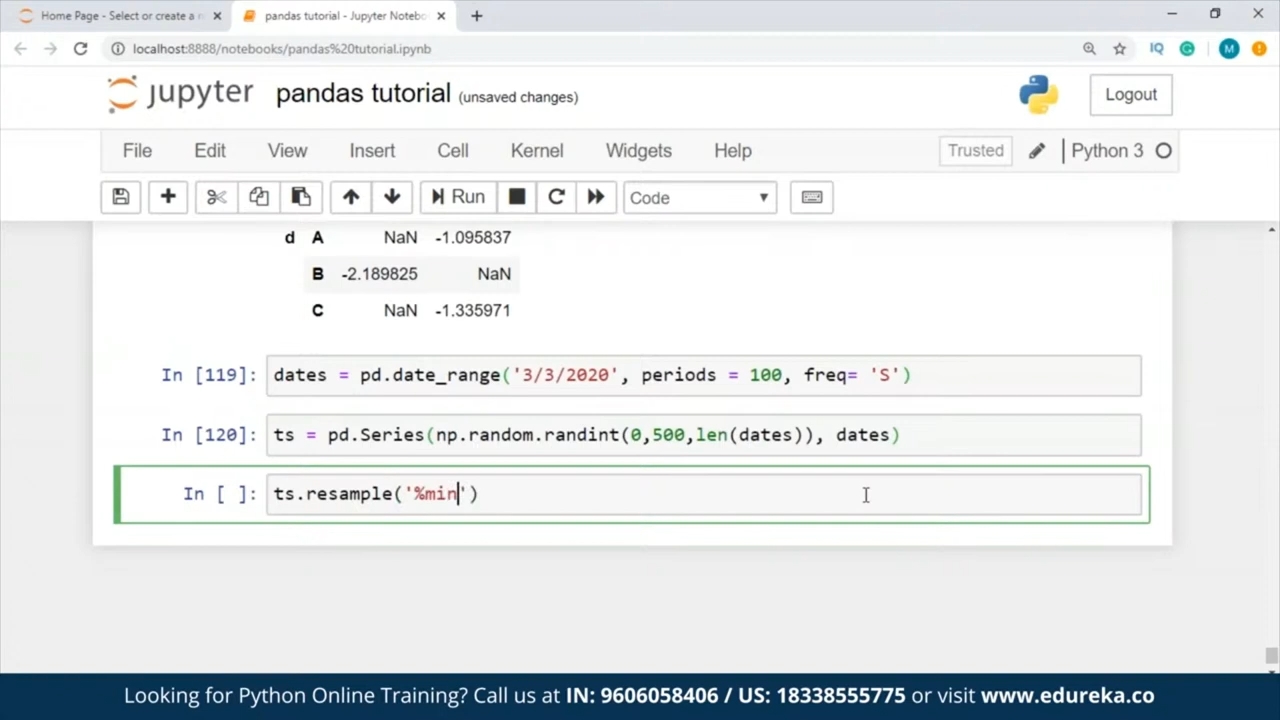 Home Page - Select or create a n
pandas tutorial - Jupyter Notebo
localhost:8888/notebooks/pandas%20tutorial.ipynb
IQ
G
M
jupyter
pandas tutorial (unsaved changes)
Logout
File Edit View Insert Cell Kernel Widgets Help Trusted Python 3
Run Code
d A NaN -1.095837
B -2.189825 NaN
C NaN -1.335971
In [119]: dates = pd.date_range('3/3/2020', periods = 100, freq= 'S')
In [120]: ts = pd.Series(np.random.randint(0,500,len(dates)), dates)
In [ ]: ts.resample('%min')
Looking for Python Online Training? Call us at IN: 9606058406 / US: 18338555775 or visit www.edureka.co